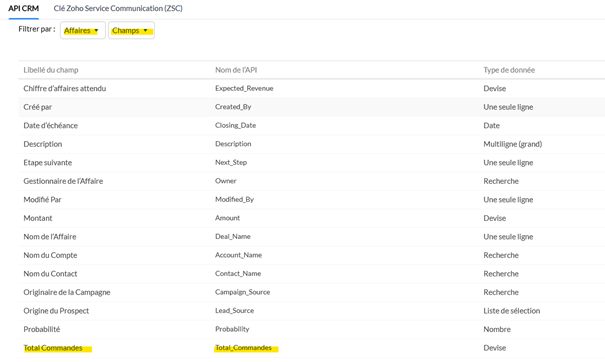 API CRM Clé Zoho Service Communication (ZSC)
Filtrer par : Affaires Champs
Libellé du champ Nom de l'API Type de donnée
Chiffre d'affaires attendu Expected_Revenue Devise
Créé par Created_By Une seule ligne
Date d'échéance Closing_Date Date
Description Description Multiligne (grand)
Etape suivante Next_Step Une seule ligne
Gestionnaire de l'Affaire Owner Recherche
Modifié Par Modified_By Une seule ligne
Montant Amount Devise
Nom de l'Affaire Deal_Name Une seule ligne
Nom du Compte Account_Name Recherche
Nom du Contact Contact_Name Recherche
Originaire de la Campagne Campaign_Source Recherche
Origine du Prospect Lead_Source Liste de sélection
Probabilité Probability Nombre
Total Commandes Total_Commandes Devise